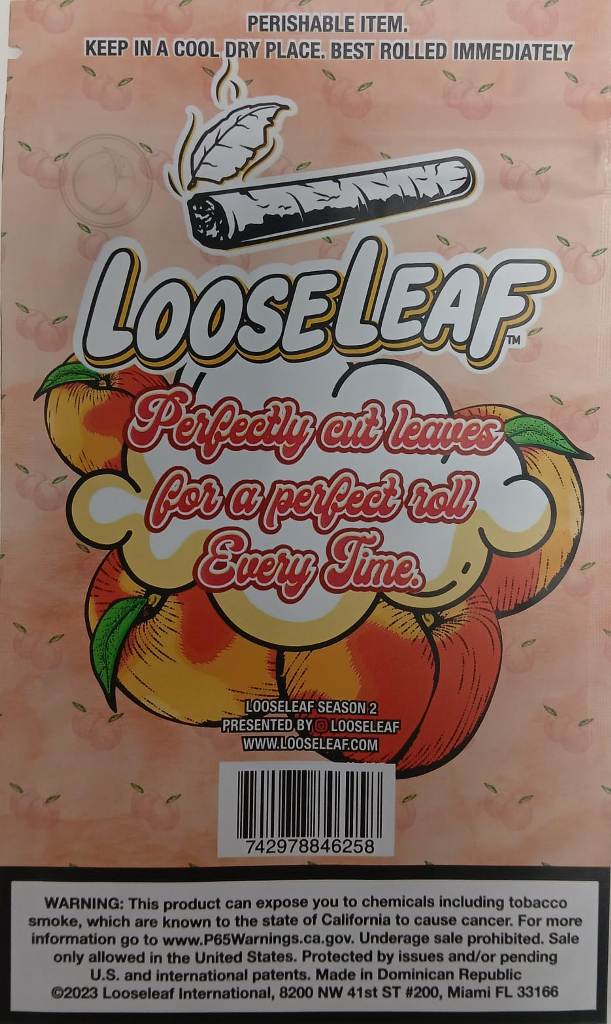 PERISHABLE ITEM.
KEEP IN A COOL DRY PLACE. BEST ROLLED IMMEDIATELY
LOOSELEAF™
Perfectly cut leaves
for a perfect roll
Every Time.
LOOSELEAF SEASON 2
PRESENTED BY LOOSELEAF
WWW.LOOSELEAF.COM
742978846258
WARNING: This product can expose you to chemicals including tobacco
smoke, which are known to the state of California to cause cancer. For more
information go to www.P65Warnings.ca.gov. Underage sale prohibited. Sale
only allowed in the United States. Protected by issues and/or pending
U.S. and international patents. Made in Dominican Republic
©2023 Looseleaf International, 8200 NW 41st ST #200, Miami FL 33166